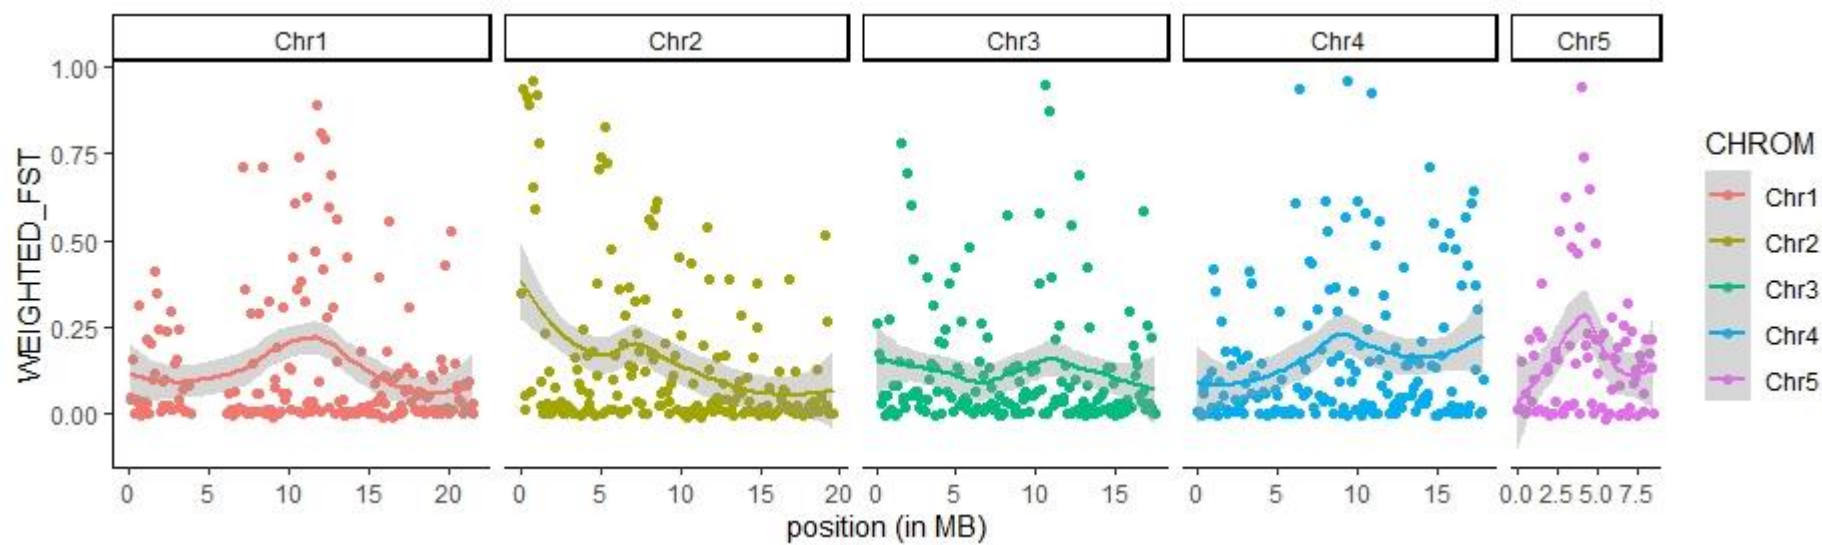 Chr1 Chr2 Chr3 Chr4 Chr5
1.00
0.75
0.50
0.25
0.00
WEIGHTED_FST
0 5 10 15 20 0 5 10 15 20 0 5 10 15 0 5 10 15 0.0 2.5 5.0 7.5
position (in MB)
CHROM
Chr1
Chr2
Chr3
Chr4
Chr5